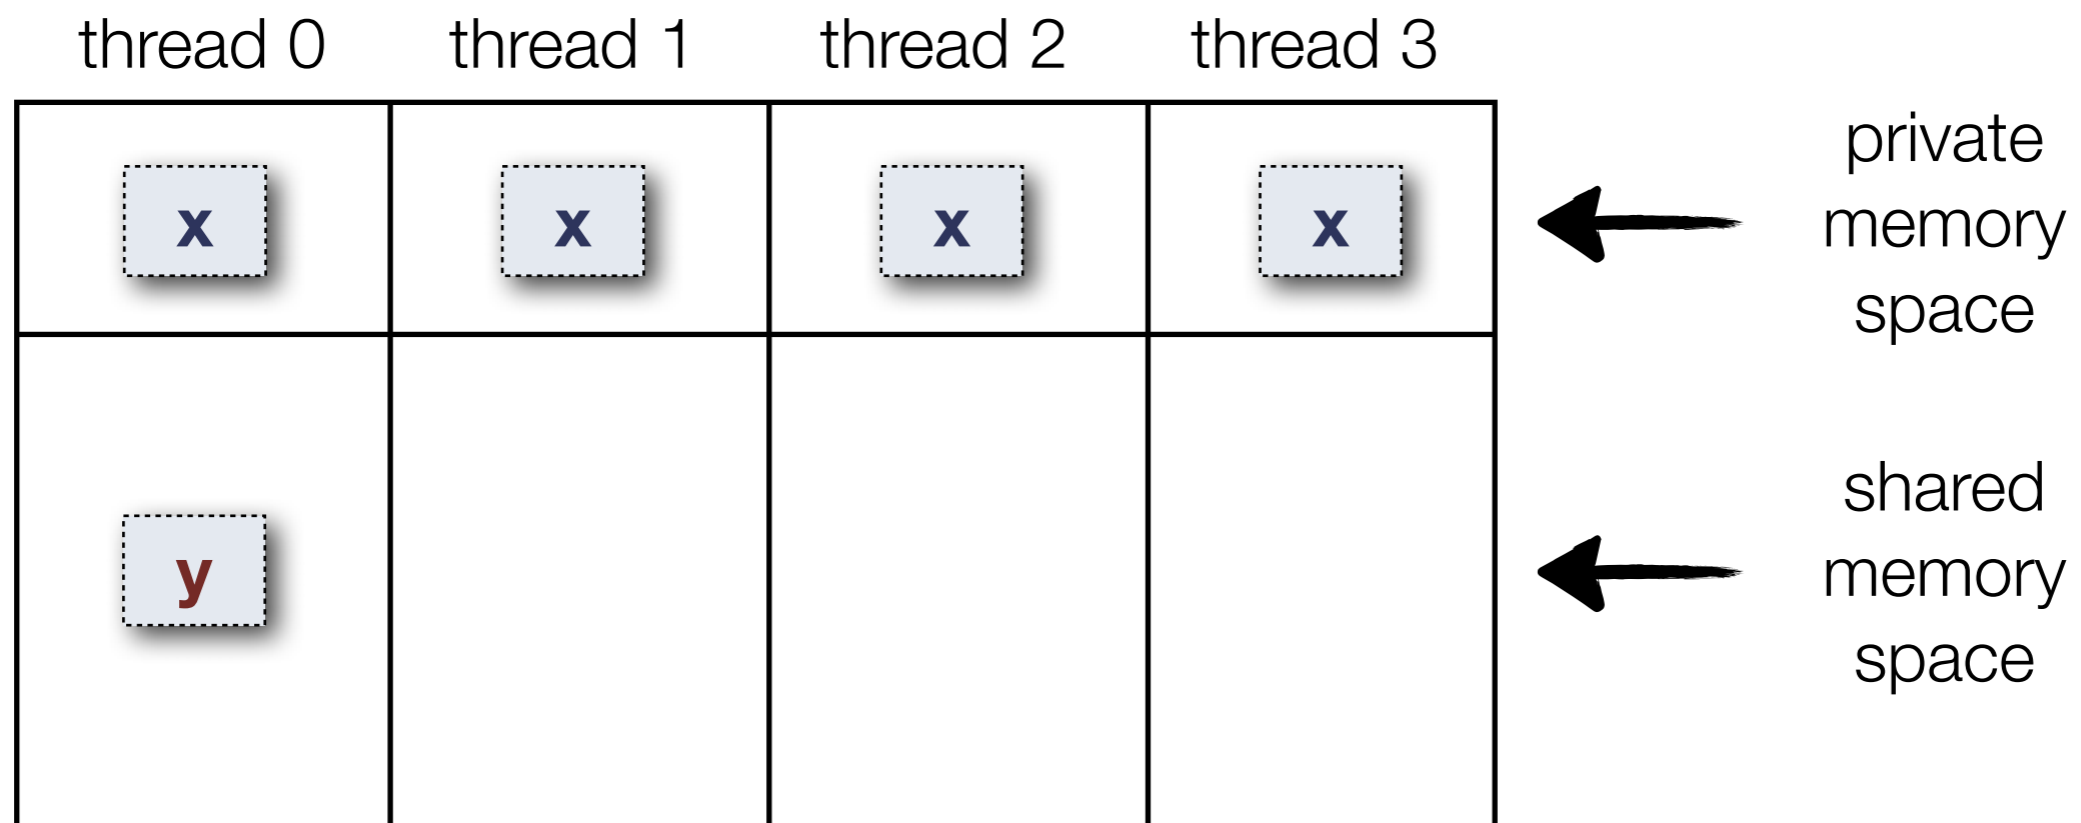 thread 0 thread 1 thread 2 thread 3
x x x x
private
memory
space
y
shared
memory
space